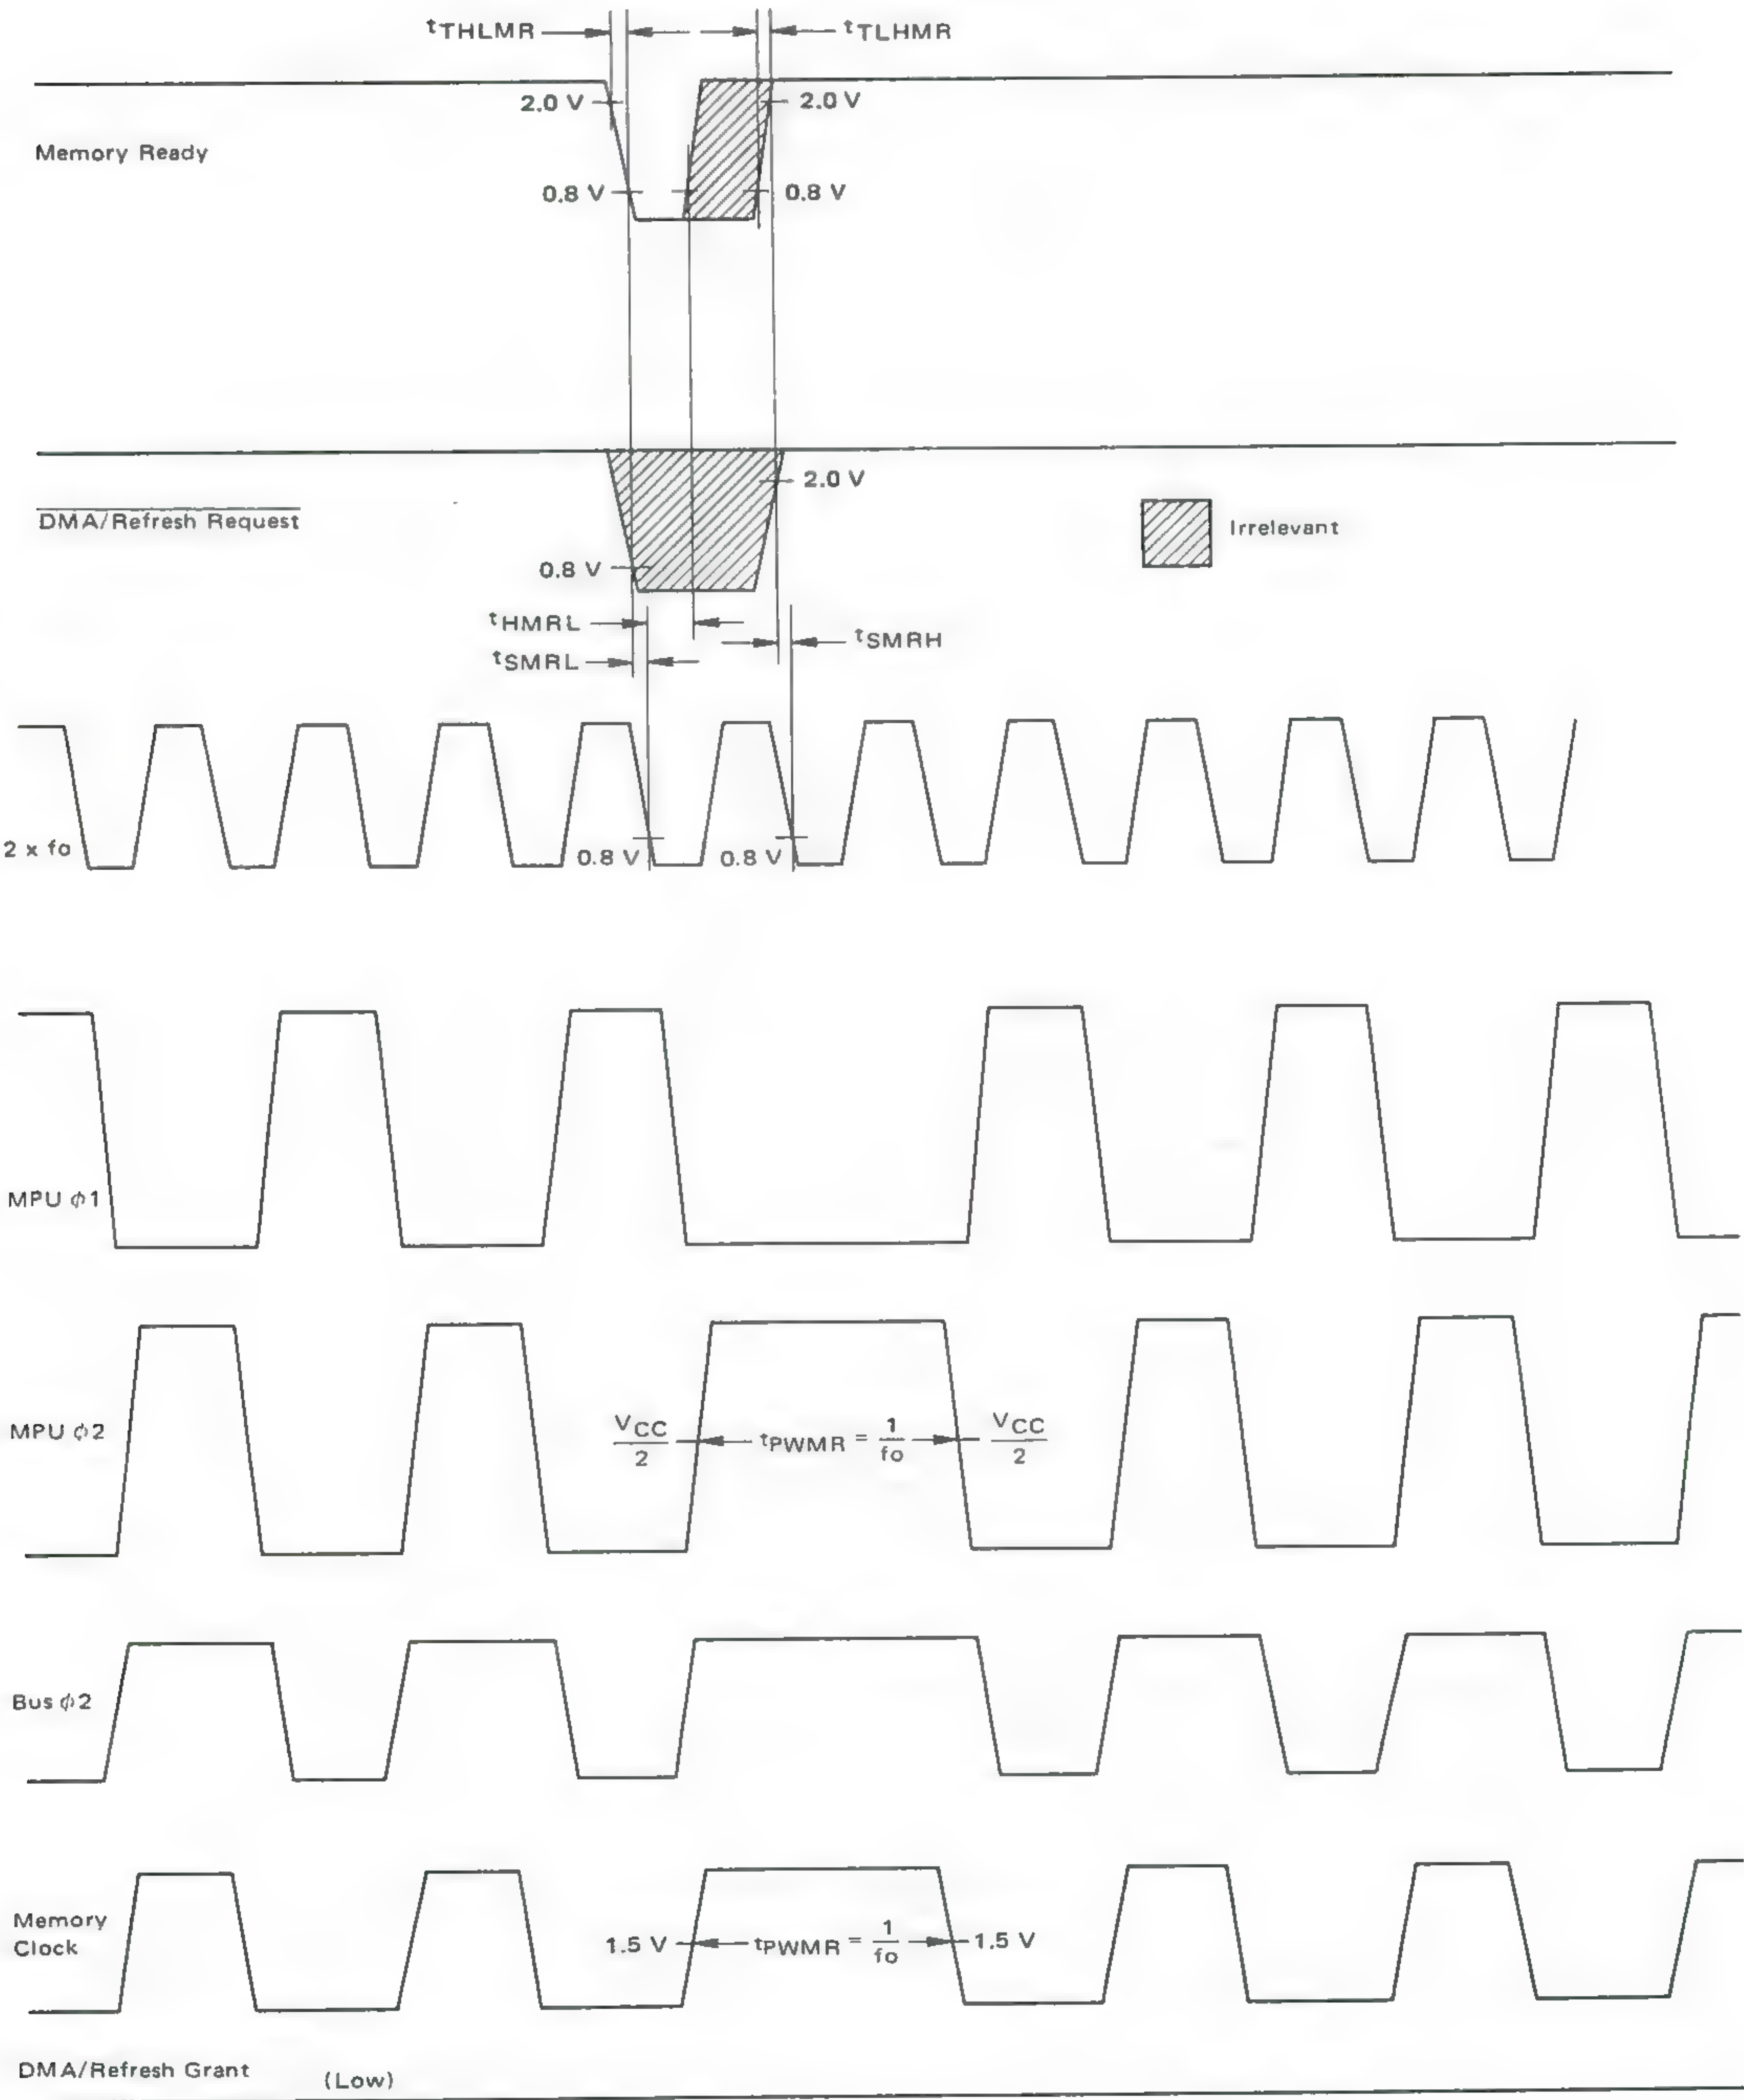 tTHLMR
tTLHMR
2.0 V
2.0 V
Memory Ready
0.8 V
0.8 V
2.0 V
DMA/Refresh Request
Irrelevant
0.8 V
tHMRL
tSMRH
tSMRL
2 x fo
0.8 V
0.8 V
MPU ϕ1
MPU ϕ2
VCC/2
tPWMR = 1/fo
VCC/2
Bus ϕ2
Memory
Clock
1.5 V
tPWMR = 1/fo
1.5 V
DMA/Refresh Grant
(Low)